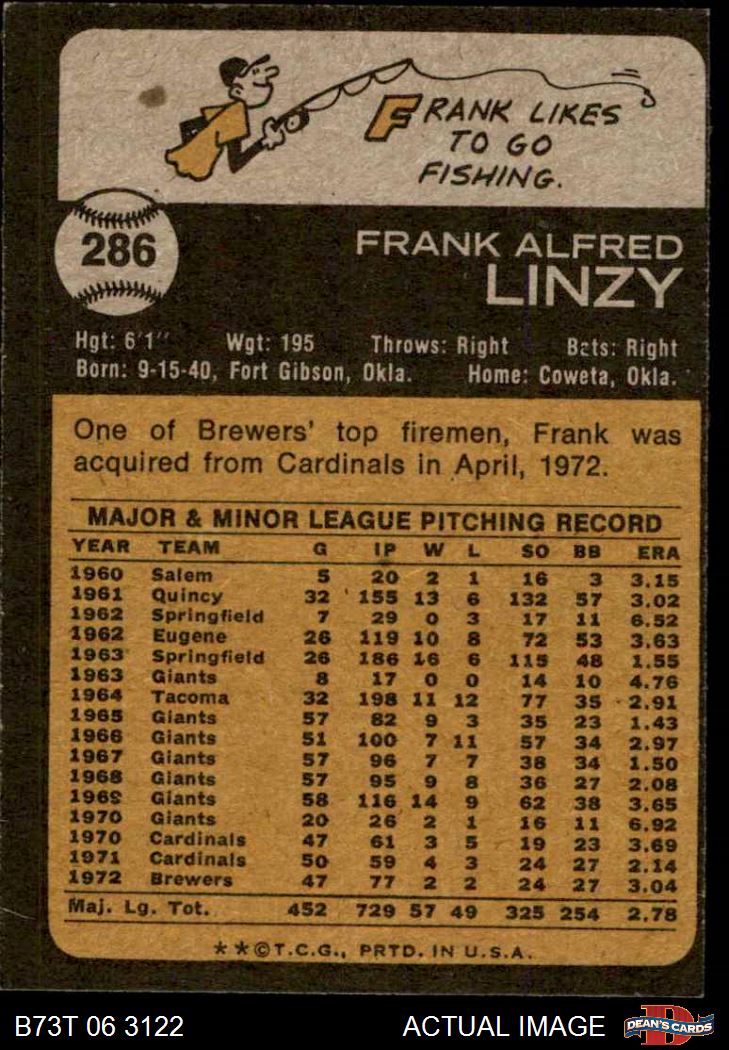 FRANK LIKES
TO GO
FISHING.
286
FRANK ALFRED
LINZY
Hgt: 6'1" Wgt: 195 Throws: Right Bats: Right
Born: 9-15-40, Fort Gibson, Okla. Home: Coweta, Okla.
One of Brewers' top firemen, Frank was
acquired from Cardinals in April, 1972.
MAJOR & MINOR LEAGUE PITCHING RECORD
YEAR TEAM G IP W L SO BB ERA
1960 Salem 5 20 2 1 16 3 3.15
1961 Quincy 32 155 13 6 132 57 3.02
1962 Springfield 7 29 0 3 17 11 6.52
1962 Eugene 26 119 10 8 72 53 3.63
1963 Springfield 26 186 16 6 115 48 1.55
1963 Giants 8 17 0 0 14 10 4.76
1964 Tacoma 32 198 11 12 77 35 2.91
1965 Giants 57 82 9 3 35 23 1.43
1966 Giants 51 100 7 11 57 34 2.97
1967 Giants 57 96 7 7 38 34 1.50
1968 Giants 57 95 9 8 36 27 2.08
1969 Giants 58 116 14 9 62 38 3.65
1970 Giants 20 26 2 1 16 11 6.92
1970 Cardinals 47 61 3 5 19 23 3.69
1971 Cardinals 50 59 4 3 24 27 2.14
1972 Brewers 47 77 2 2 24 27 3.04
Maj. Lg. Tot. 452 729 57 49 325 254 2.78
**©T.C.G., PRTD. IN U.S.A.
B73T 06 3122 ACTUAL IMAGE DEAN'S CARDS